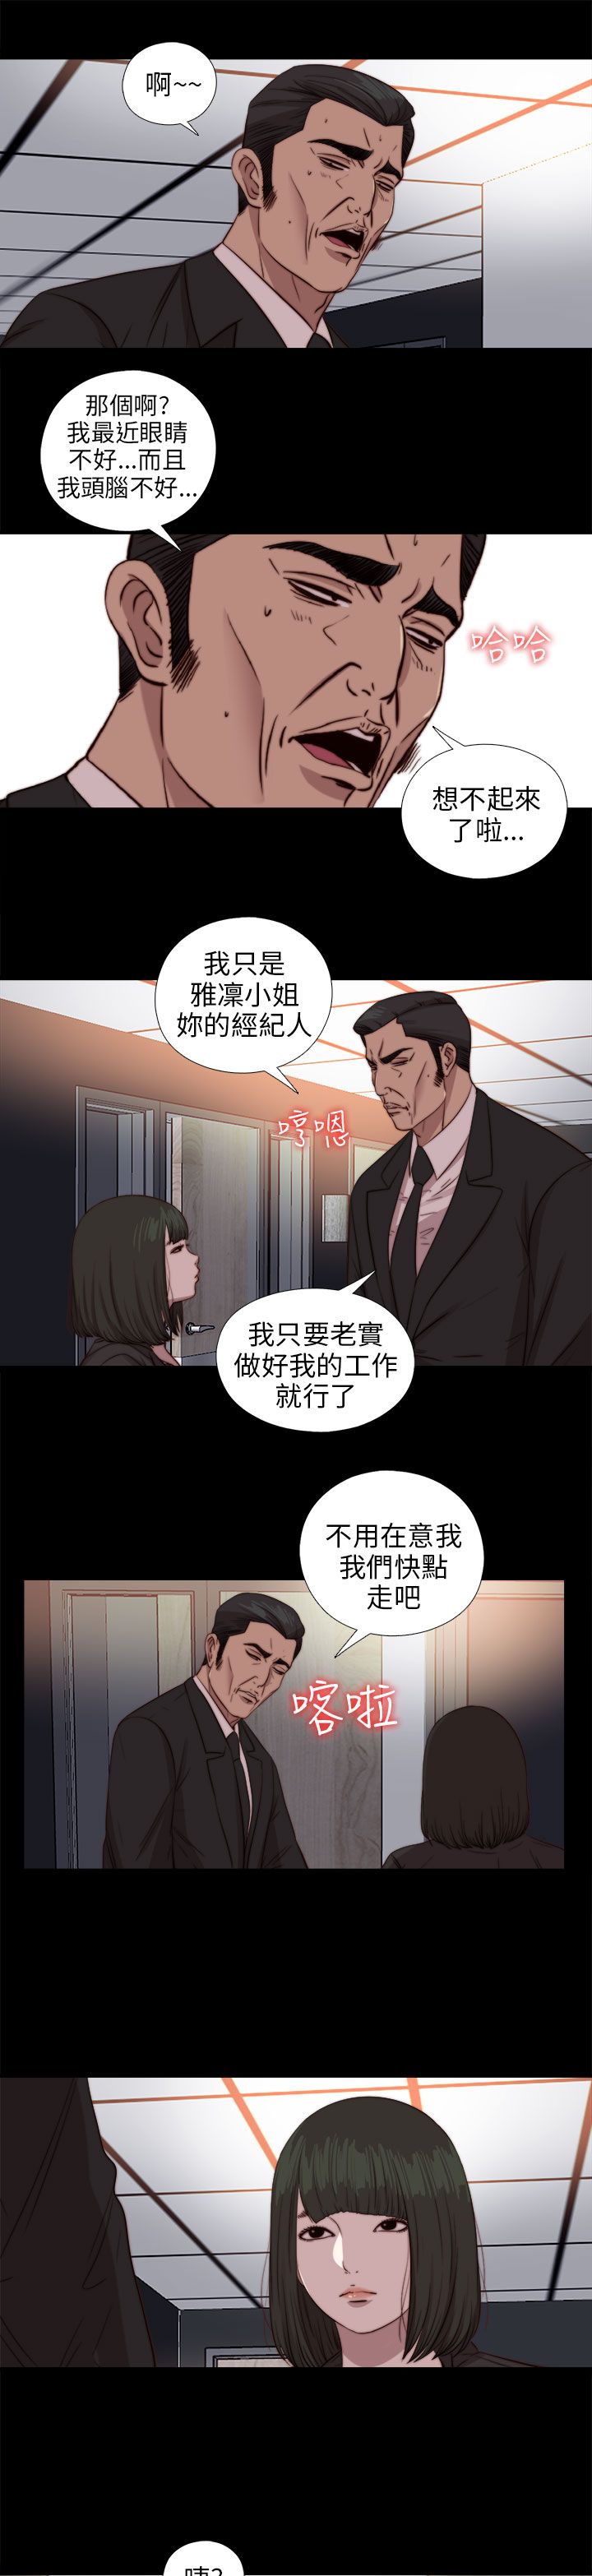 啊~~
那個啊?
我最近眼睛
不好...而且
我頭腦不好...
哈哈
想不起來
了啦...
我只是
雅凜小姐
妳的經紀人
哼嗯
我只要老實
做好我的工作
就行了
不用在意我
我們快點
走吧
喀啦